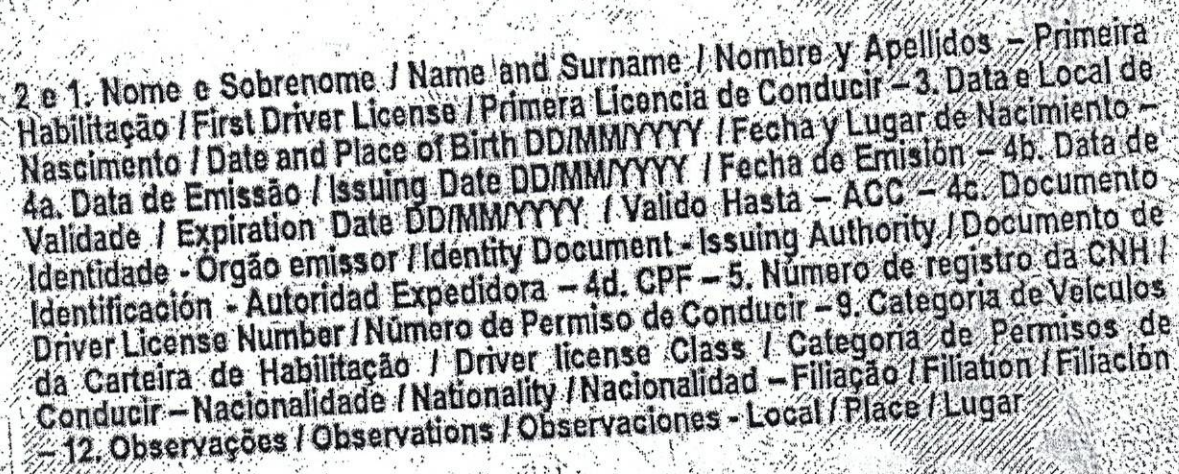 2 e 1. Nome e Sobrenome / Name and Surname / Nombre y Apellidos – Primeira
Habilitação / First Driver License / Primera Licencia de Conducir – 3. Data e Local de
Nascimento / Date and Place of Birth DD/MM/YYYY / Fecha y Lugar de Nacimiento –
4a. Data de Emissão / Issuing Date DD/MM/YYYY / Fecha de Emisión – 4b. Data de
Validade / Expiration Date DD/MM/YYYY / Valido Hasta – ACC – 4c. Documento
Identidade - Órgão emissor / Identity Document - Issuing Authority / Documento de
Identificación - Autoridad Expedidora – 4d. CPF – 5. Número de registro da CNH /
Driver License Number / Número de Permiso de Conducir – 9. Categoria de Veículos
da Carteira de Habilitação / Driver license Class / Categoria de Permisos de
Conducir – Nacionalidade / Nationality / Nacionalidad – Filiação / Filiation / Filiación
– 12. Observações / Observations / Observaciones - Local / Place / Lugar